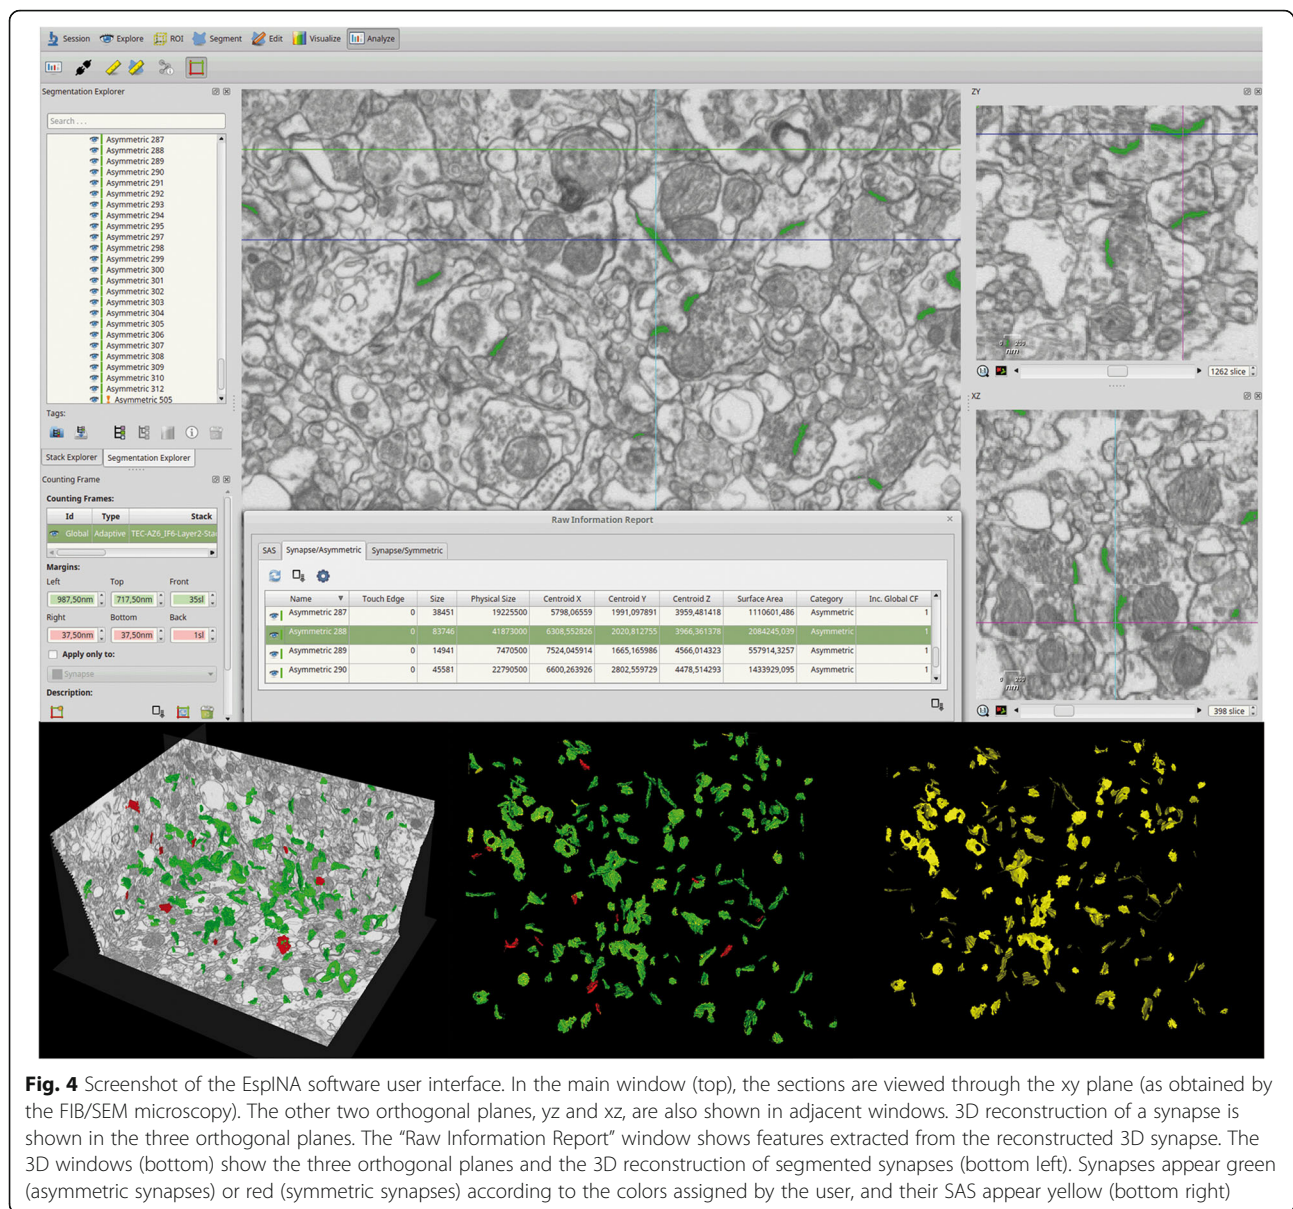 Session Explore ROI Segment Edit Visualize Analyze
Segmentation Explorer
Search . . .
Asymmetric 287
Asymmetric 288
Asymmetric 289
Asymmetric 290
Asymmetric 291
Asymmetric 292
Asymmetric 293
Asymmetric 294
Asymmetric 295
Asymmetric 297
Asymmetric 298
Asymmetric 299
Asymmetric 300
Asymmetric 301
Asymmetric 302
Asymmetric 303
Asymmetric 304
Asymmetric 305
Asymmetric 306
Asymmetric 307
Asymmetric 308
Asymmetric 309
Asymmetric 310
Asymmetric 312
Asymmetric 505
Tags:
Stack Explorer Segmentation Explorer
Counting Frame
Counting Frames:
Id Type Stack
Global Adaptive TEC-AZ6_IF6-Layer2-Sta
Margins:
Left Top Front
987,50nm 717,50nm 35sl
Right Bottom Back
37,50nm 37,50nm 1sl
Apply only to:
Synapse
Description:
ZY
0 230
nm
1262 slice
XZ
0 230
nm
398 slice
Raw Information Report
SAS Synapse/Asymmetric Synapse/Symmetric
Name Touch Edge Size Physical Size Centroid X Centroid Y Centroid Z Surface Area Category Inc. Global CF
Asymmetric 287 0 38451 19225500 5798,06559 1991,097891 3959,481418 1110601,486 Asymmetric 1
Asymmetric 288 0 83746 41873000 6308,552826 2020,812755 3966,361378 2084245,039 Asymmetric 1
Asymmetric 289 0 14941 7470500 7524,045914 1665,165986 4566,014323 557914,3257 Asymmetric 1
Asymmetric 290 0 45581 22790500 6600,263926 2802,559729 4478,514293 1433929,095 Asymmetric 1
Fig. 4 Screenshot of the EspINA software user interface. In the main window (top), the sections are viewed through the xy plane (as obtained by
the FIB/SEM microscopy). The other two orthogonal planes, yz and xz, are also shown in adjacent windows. 3D reconstruction of a synapse is
shown in the three orthogonal planes. The “Raw Information Report” window shows features extracted from the reconstructed 3D synapse. The
3D windows (bottom) show the three orthogonal planes and the 3D reconstruction of segmented synapses (bottom left). Synapses appear green
(asymmetric synapses) or red (symmetric synapses) according to the colors assigned by the user, and their SAS appear yellow (bottom right)